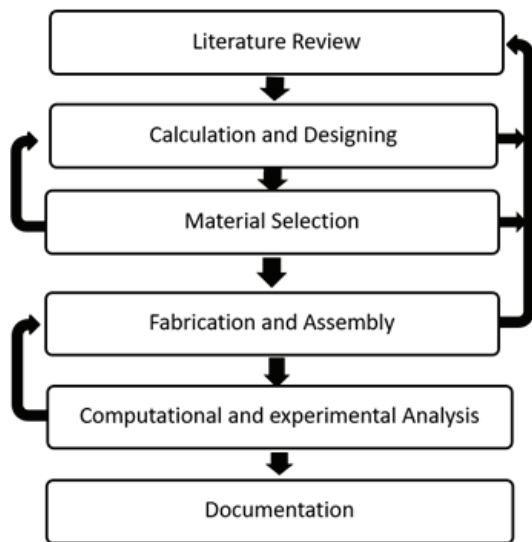 Literature Review
Calculation and Designing
Material Selection
Fabrication and Assembly
Computational and experimental Analysis
Documentation